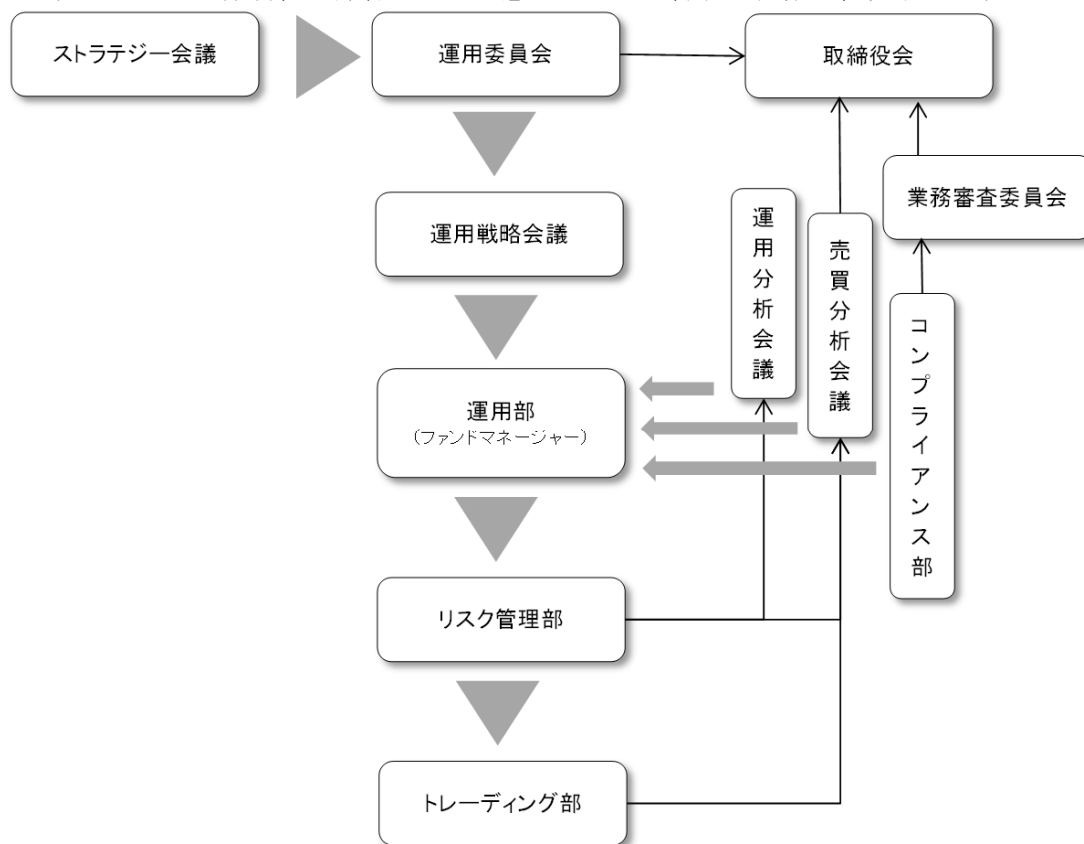 ストラテジー会議
運用委員会
取締役会
業務審査委員会
運用戦略会議
運用分析会議
売買分析会議
コンプライアンス部
運用部
(ファンドマネージャー)
リスク管理部
トレーディング部